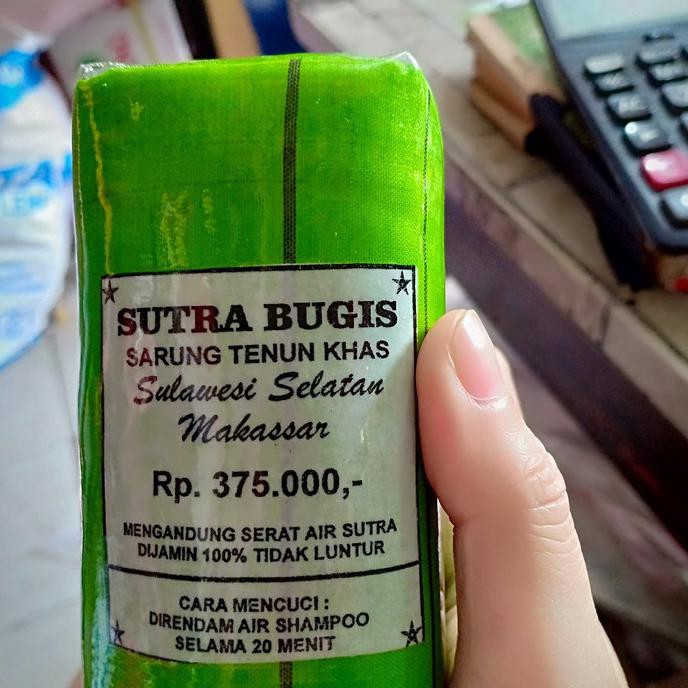 SUTRA BUGIS
SARUNG TENUN KHAS
Sulawesi Selatan
Makassar
Rp. 375.000,-
MENGANDUNG SERAT AIR SUTRA
DIJAMIN 100% TIDAK LUNTUR
CARA MENCUCI :
DIRENDAM AIR SHAMPOO
SELAMA 20 MENIT